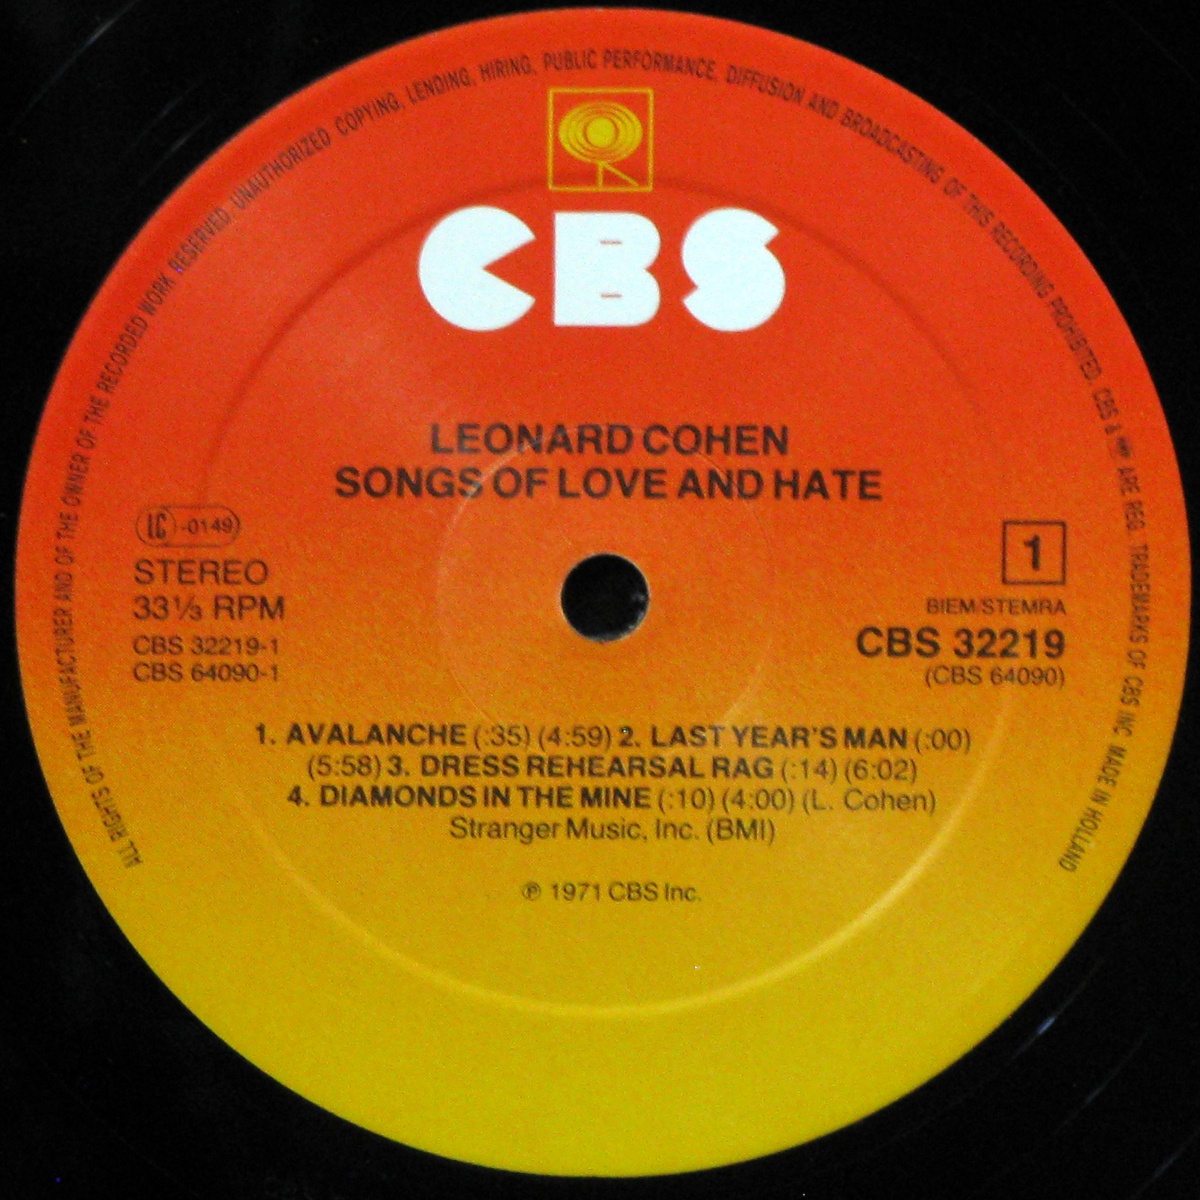 ALL RIGHTS OF THE MANUFACTURER AND OF THE OWNER OF THE RECORDED WORK RESERVED. UNAUTHORIZED COPYING, LENDING, HIRING, PUBLIC PERFORMANCE, DIFFUSION AND BROADCASTING OF THIS RECORDING PROHIBITED. CBS & ARE REG. TRADEMARKS OF CBS INC MADE IN HOLLAND
CBS
LEONARD COHEN
SONGS OF LOVE AND HATE
LC -0149
STEREO
33⅓ RPM
CBS 32219-1
CBS 64090-1
1
BIEM/STEMRA
CBS 32219
(CBS 64090)
1. AVALANCHE (:35) (4:59) 2. LAST YEAR'S MAN (:00)
(5:58) 3. DRESS REHEARSAL RAG (:14) (6:02)
4. DIAMONDS IN THE MINE (:10) (4:00) (L. Cohen)
Stranger Music, Inc. (BMI)
℗ 1971 CBS Inc.